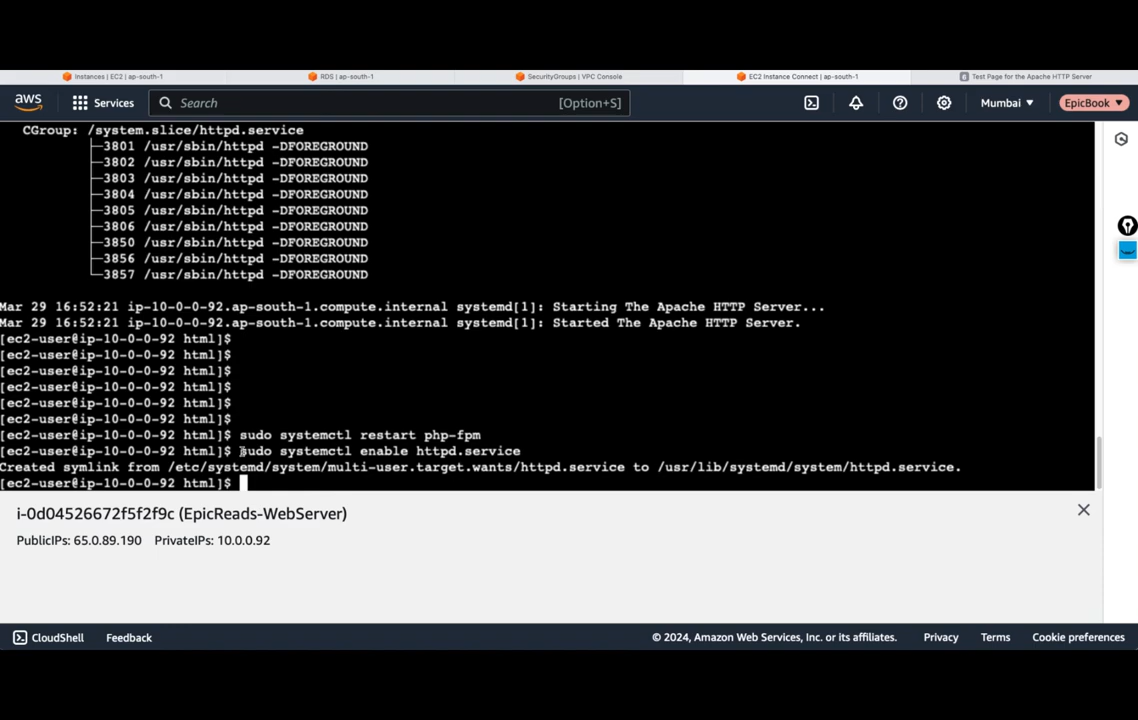 Instances | EC2 | ap-south-1
RDS | ap-south-1
SecurityGroups | VPC Console
EC2 Instance Connect | ap-south-1
Test Page for the Apache HTTP Server
aws
Services
Search
[Option+S]
Mumbai ▼
EpicBook ▼
CGroup: /system.slice/httpd.service
├─3801 /usr/sbin/httpd -DFOREGROUND
├─3802 /usr/sbin/httpd -DFOREGROUND
├─3803 /usr/sbin/httpd -DFOREGROUND
├─3804 /usr/sbin/httpd -DFOREGROUND
├─3805 /usr/sbin/httpd -DFOREGROUND
├─3806 /usr/sbin/httpd -DFOREGROUND
├─3850 /usr/sbin/httpd -DFOREGROUND
├─3856 /usr/sbin/httpd -DFOREGROUND
└─3857 /usr/sbin/httpd -DFOREGROUND
Mar 29 16:52:21 ip-10-0-0-92.ap-south-1.compute.internal systemd[1]: Starting The Apache HTTP Server...
Mar 29 16:52:21 ip-10-0-0-92.ap-south-1.compute.internal systemd[1]: Started The Apache HTTP Server.
[ec2-user@ip-10-0-0-92 html]$
[ec2-user@ip-10-0-0-92 html]$
[ec2-user@ip-10-0-0-92 html]$
[ec2-user@ip-10-0-0-92 html]$
[ec2-user@ip-10-0-0-92 html]$
[ec2-user@ip-10-0-0-92 html]$
[ec2-user@ip-10-0-0-92 html]$ sudo systemctl restart php-fpm
[ec2-user@ip-10-0-0-92 html]$ sudo systemctl enable httpd.service
Created symlink from /etc/systemd/system/multi-user.target.wants/httpd.service to /usr/lib/systemd/system/httpd.service.
[ec2-user@ip-10-0-0-92 html]$
i-0d04526672f5f2f9c (EpicReads-WebServer)
PublicIPs: 65.0.89.190 PrivateIPs: 10.0.0.92
CloudShell
Feedback
© 2024, Amazon Web Services, Inc. or its affiliates.
Privacy
Terms
Cookie preferences